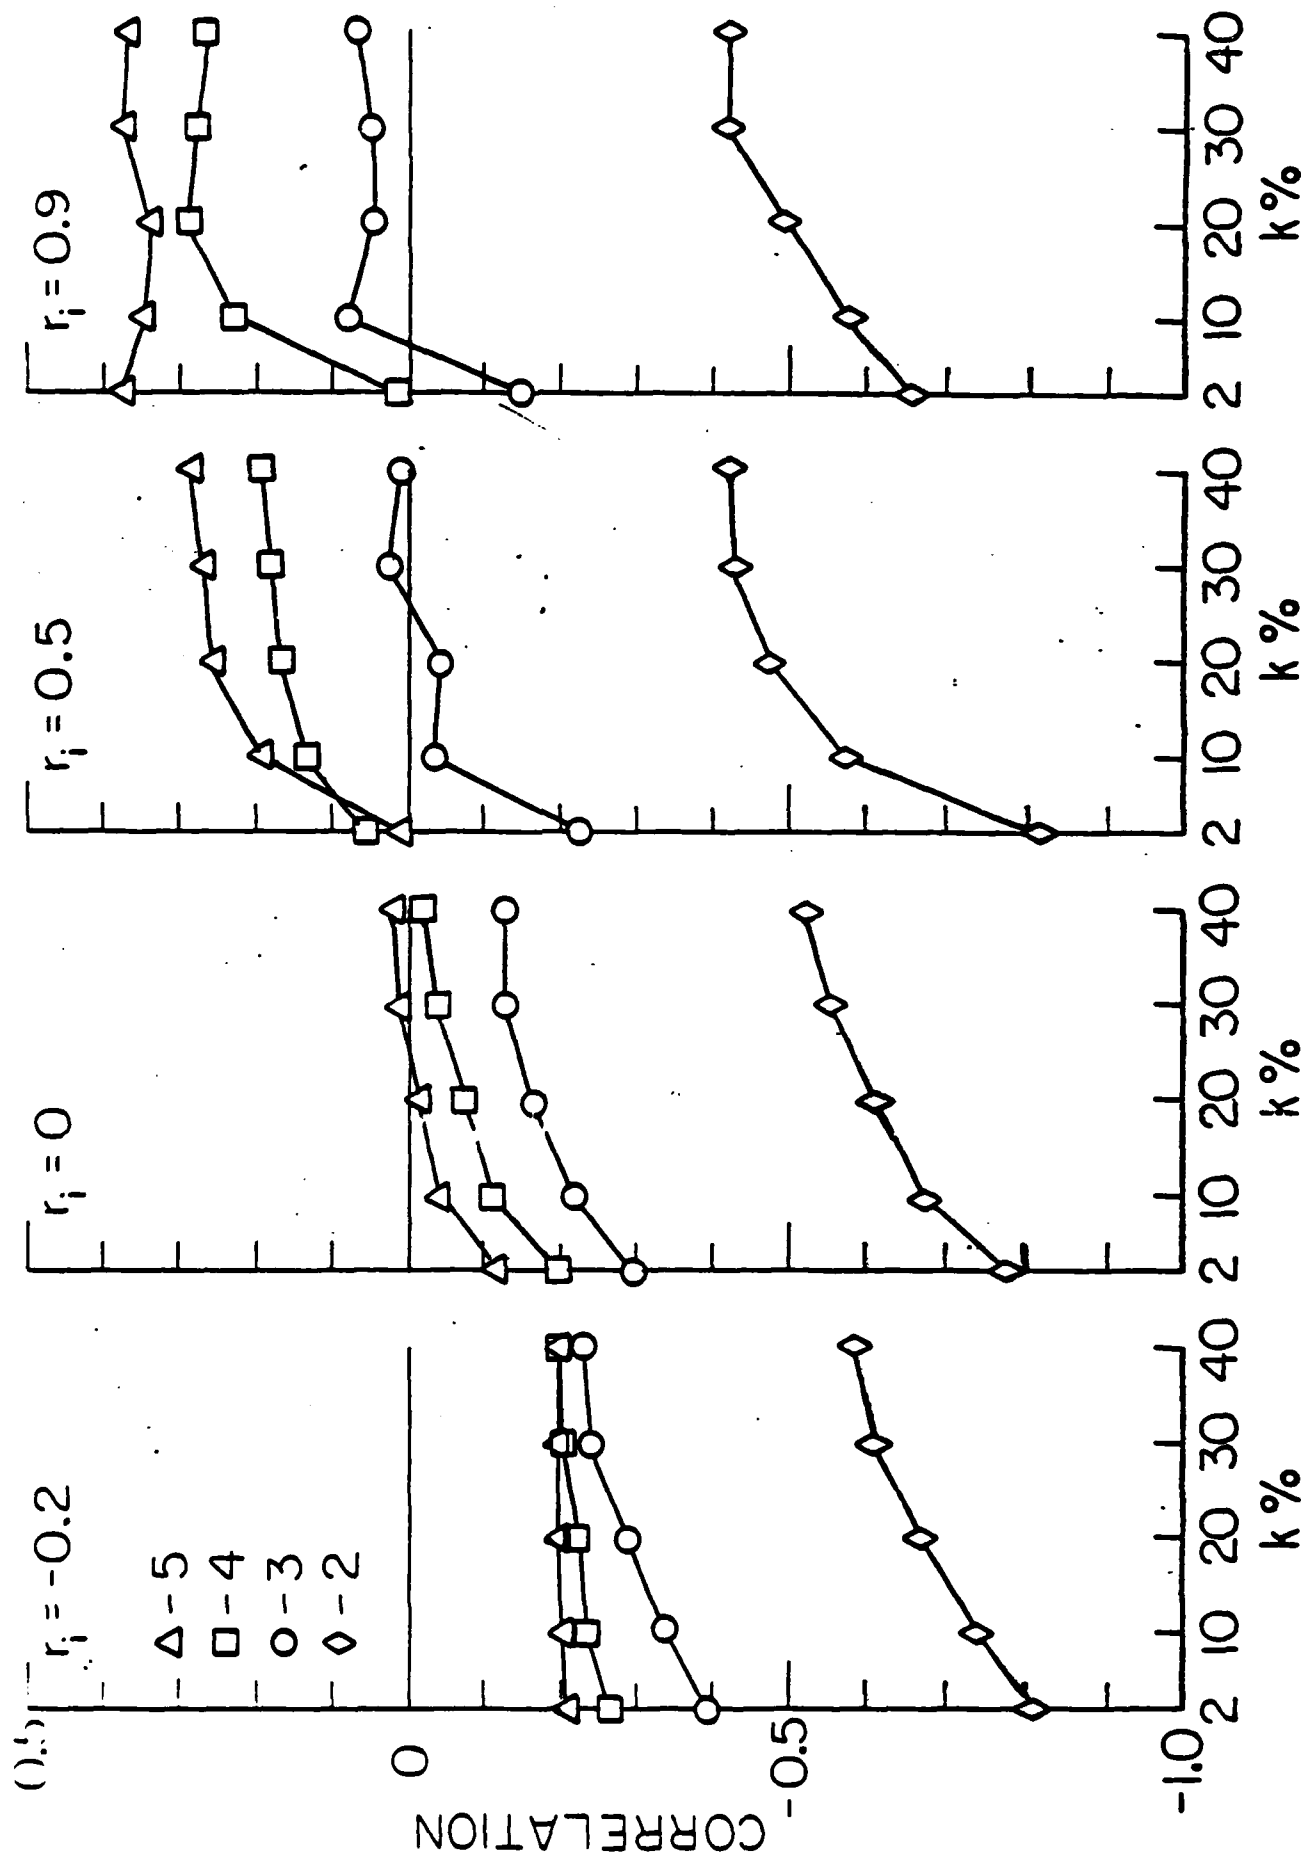 r_i = -0.2
r_i = 0
r_i = 0.5
r_i = 0.9
△ - 5
□ - 4
○ - 3
◇ - 2
CORRELATION
0.5
0
-0.5
-1.0
2 10 20 30 40
2 10 20 30 40
2 10 20 30 40
2 10 20 30 40
k %
k %
k %
k %